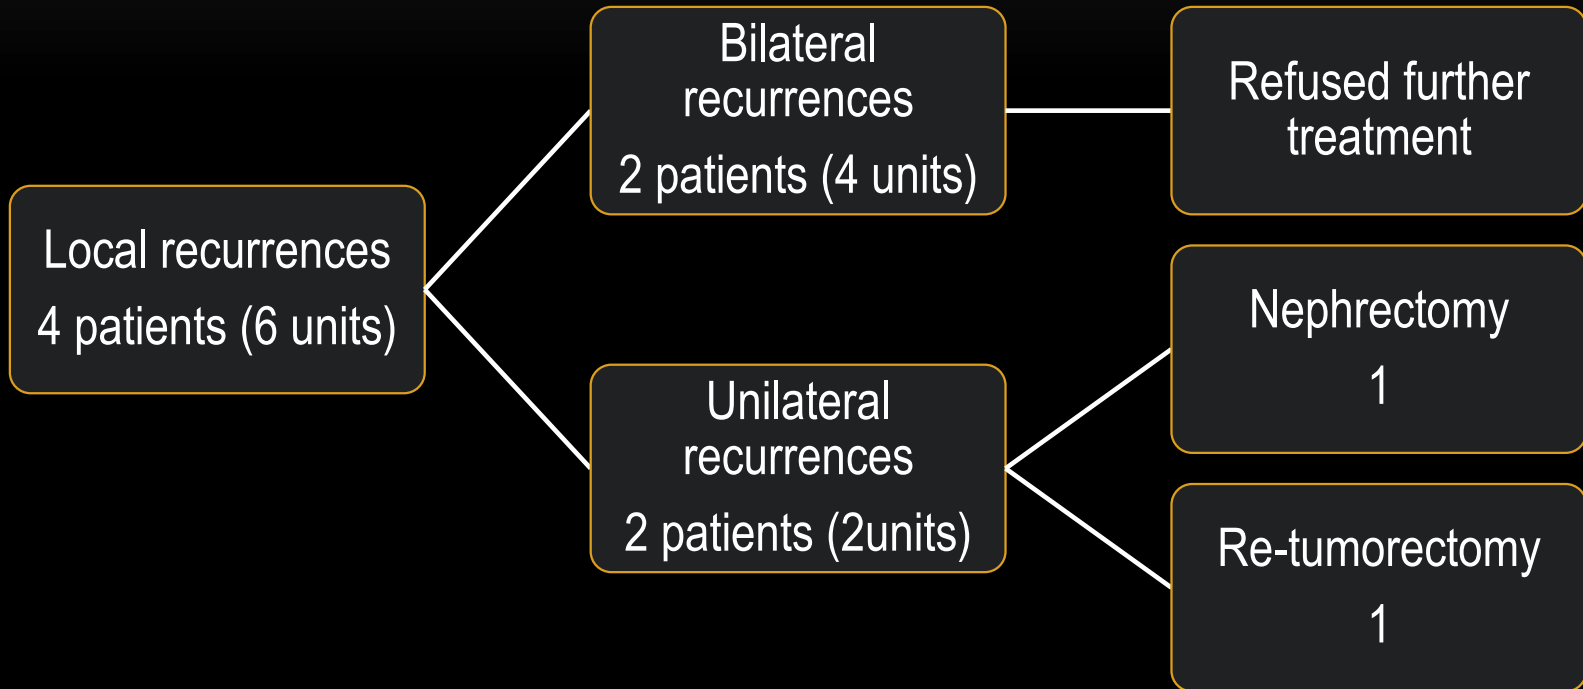 Local recurrences
4 patients (6 units)
Bilateral
recurrences
2 patients (4 units)
Refused further
treatment
Unilateral
recurrences
2 patients (2units)
Nephrectomy
1
Re-tumorectomy
1